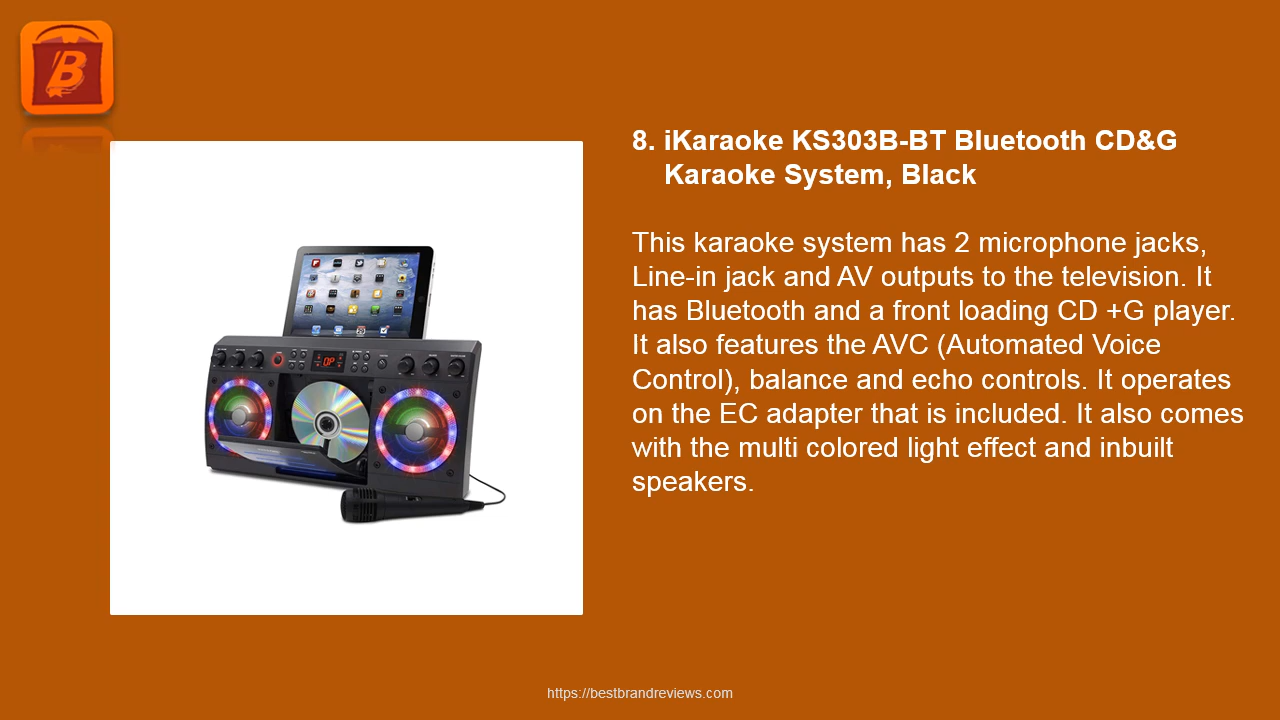 B
8. iKaraoke KS303B-BT Bluetooth CD&G
Karaoke System, Black
This karaoke system has 2 microphone jacks,
Line-in jack and AV outputs to the television. It
has Bluetooth and a front loading CD +G player.
It also features the AVC (Automated Voice
Control), balance and echo controls. It operates
on the EC adapter that is included. It also comes
with the multi colored light effect and inbuilt
speakers.
OP
https://bestbrandreviews.com